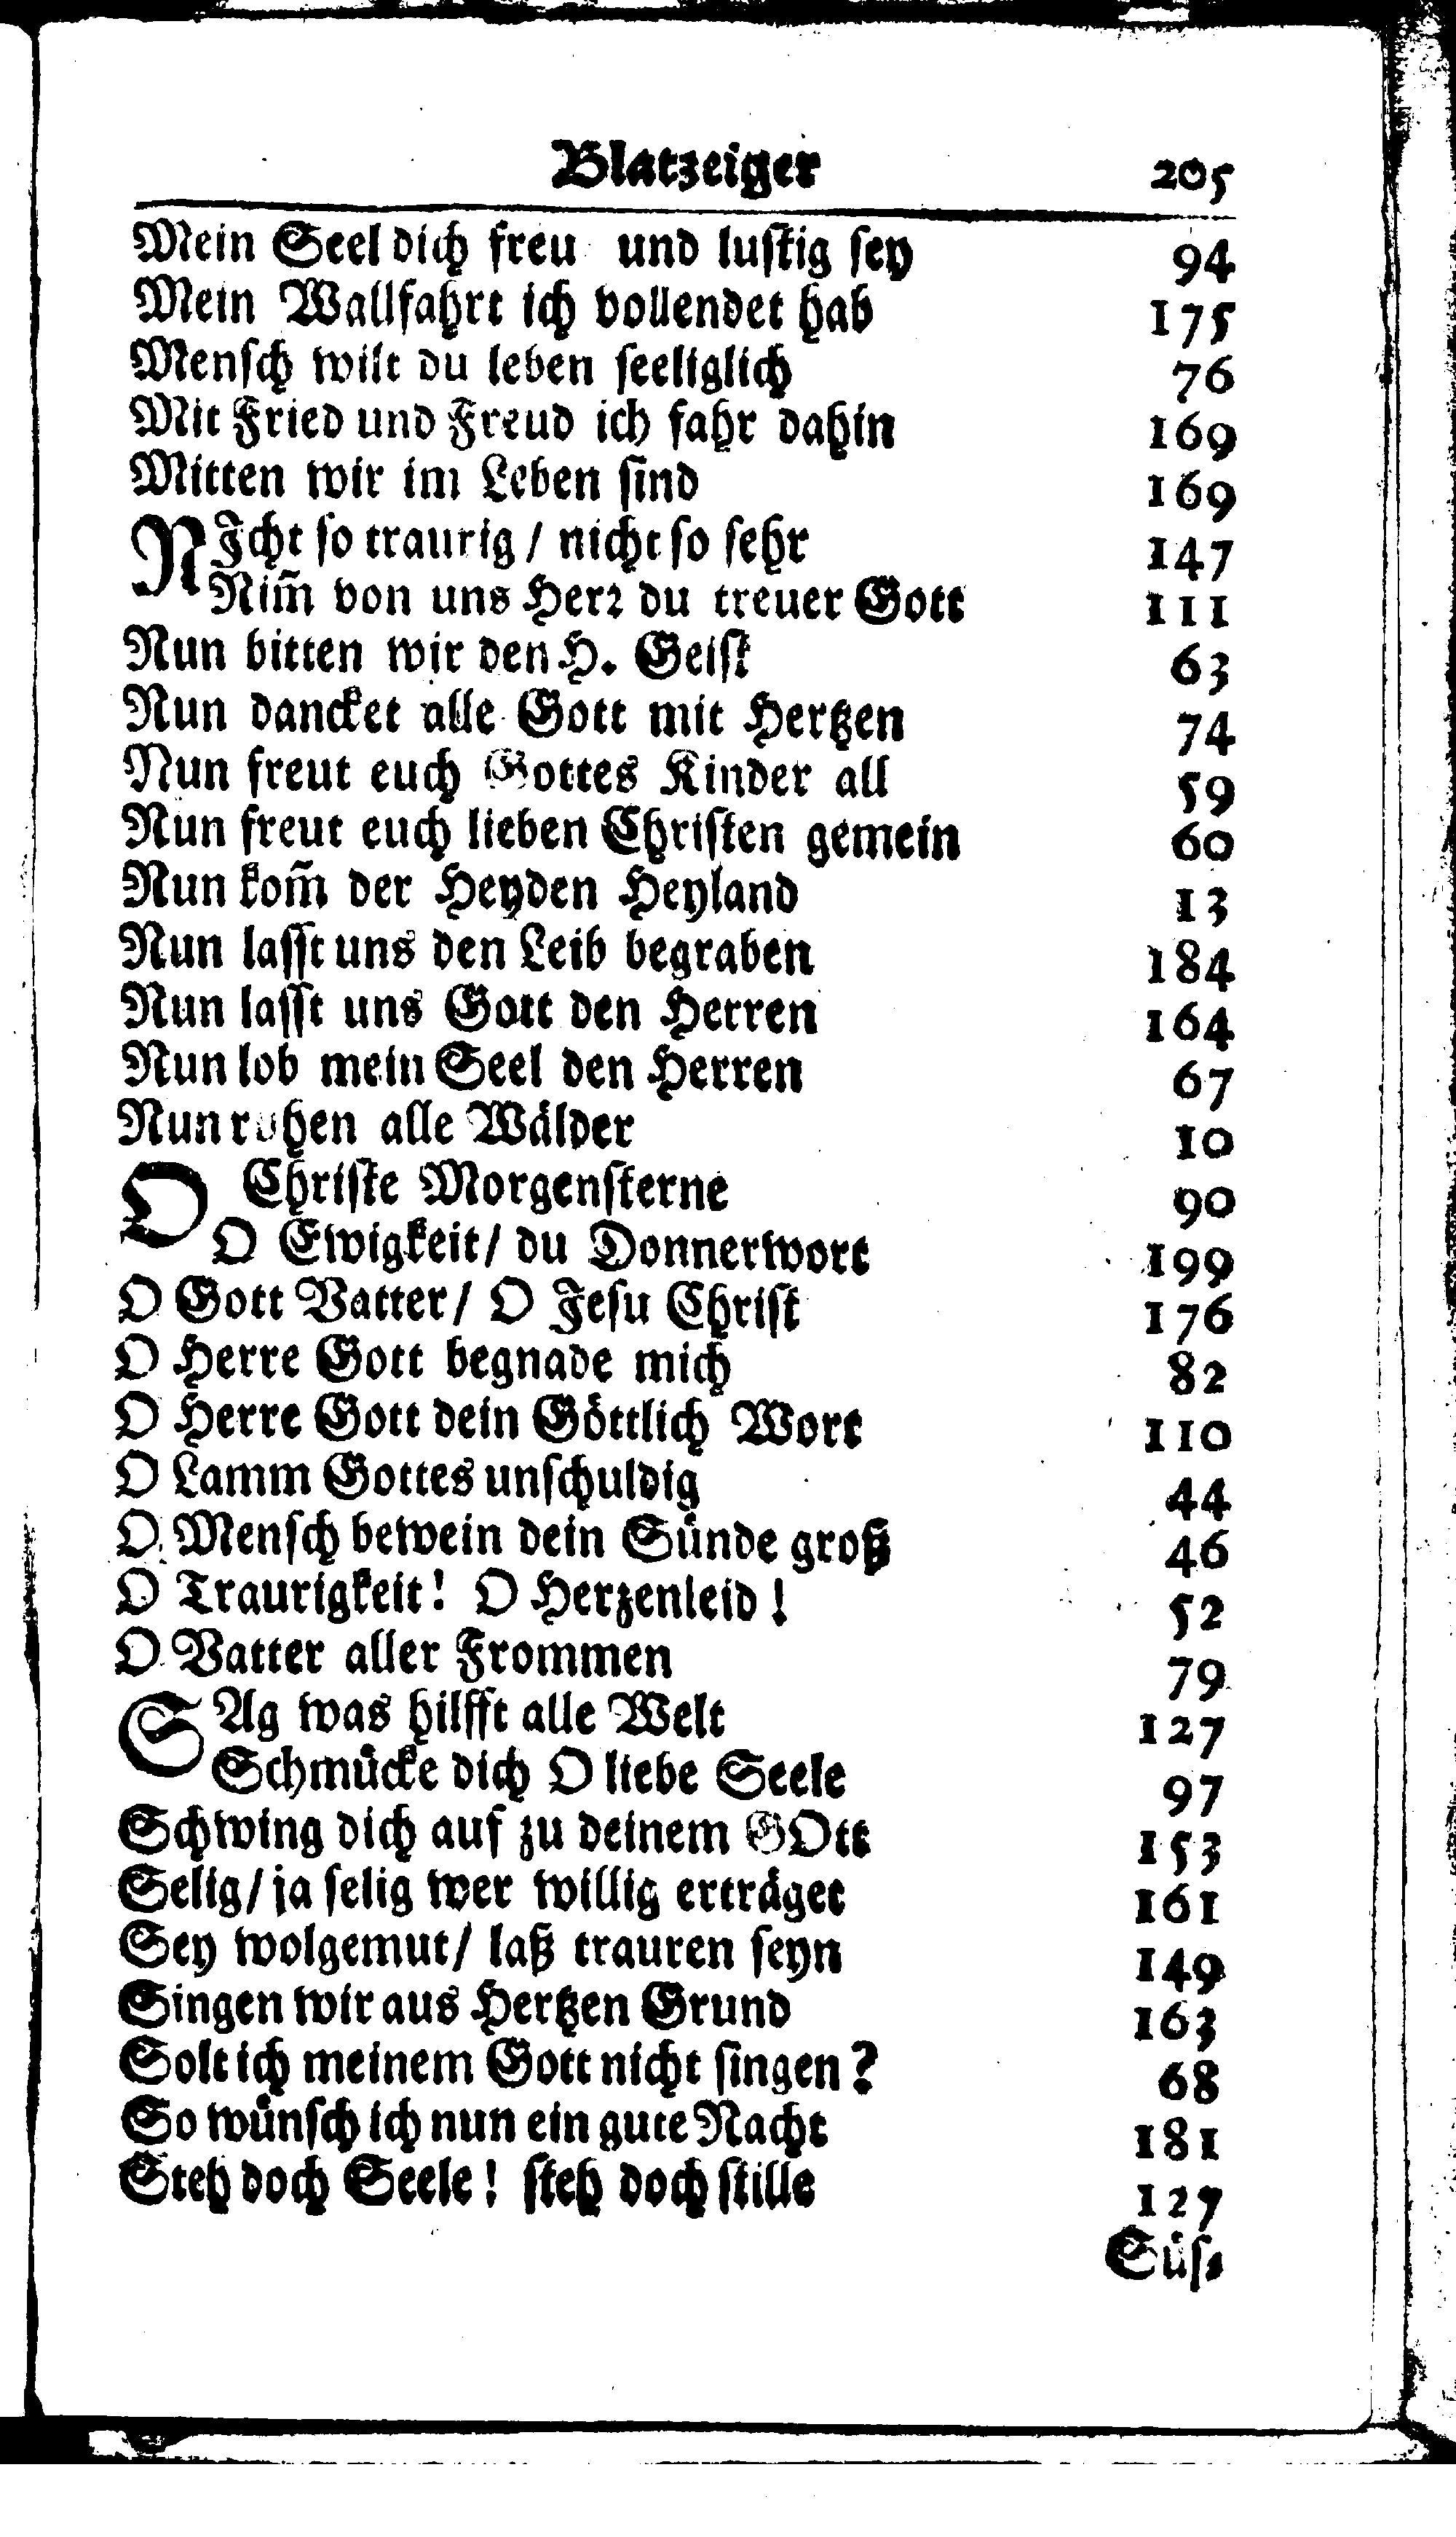 Blatzeiger 205
Mein Seel dich freu und lustig sey 94
Mein Wallfahrt ich vollendet hab 175
Mensch wilt du leben seeliglich 76
Mit Fried und Freud ich fahr dahin 169
Mitten wir im Leben sind 169
NIcht so traurig / nicht so sehr 147
Nim̃ von uns Herꝛ du treuer Gott 111
Nun bitten wir den H. Geist 63
Nun dancket alle Gott mit Hertzen 74
Nun freut euch Gottes Kinder all 59
Nun freut euch lieben Christen gemein 60
Nun kom̃ der Heyden Heyland 13
Nun lasst uns den Leib begraben 184
Nun lasst uns Gott den Herren 164
Nun lob mein Seel den Herren 67
Nun ruhen alle Wälder 10
O Christe Morgensterne 90
O Ewigkeit / du Donnerwort 199
O Gott Vatter / O Jesu Christ 176
O Herre Gott begnade mich 82
O Herre Gott dein Göttlich Wort 110
O Lamm Gottes unschuldig 44
O Mensch bewein dein Sünde groß 46
O Traurigkeit! O Herzenleid! 52
O Vatter aller Frommen 79
SAg was hilfft alle Welt 127
Schmücke dich O liebe Seele 97
Schwing dich auf zu deinem GOtt 153
Selig / ja selig wer willig erträget 161
Sey wolgemut / laß trauren seyn 149
Singen wir aus Hertzen Grund 163
Solt ich meinem Gott nicht singen? 68
So wünsch ich nun ein gute Nacht 181
Steh doch Seele! steh doch stille 127
Süs⸗